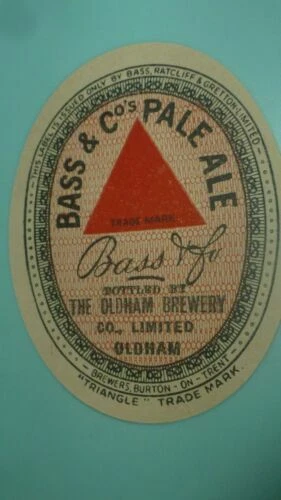 THIS LABEL IS ISSUED ONLY BY BASS, RATCLIFF & GRETTON LIMITED.
BASS & Co's PALE ALE
TRADE MARK.
Bass & Co
BOTTLED BY
THE OLDHAM BREWERY
CO., LIMITED
OLDHAM
BREWERS, BURTON - ON - TRENT
"TRIANGLE" TRADE MARK.